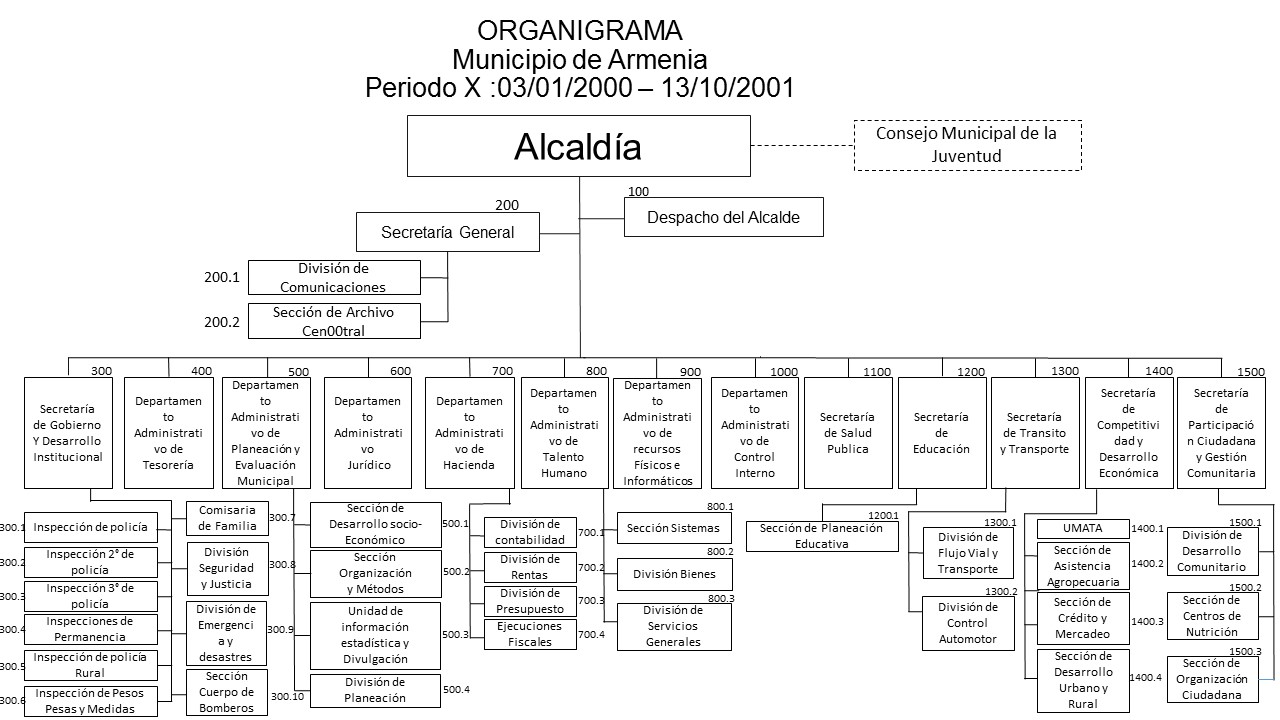 ORGANIGRAMA
Municipio de Armenia
Periodo X :03/01/2000 – 13/10/2001
Alcaldía
Consejo Municipal de la
Juventud
100
Despacho del Alcalde
200
Secretaría General
200.1
División de
Comunicaciones
200.2
Sección de Archivo
Cen00tral
300
Secretaría
de Gobierno
Y Desarrollo
Institucional
400
Departamen
to
Administrati
vo de
Tesorería
500
Departamen
to
Administrati
vo de
Planeación y
Evaluación
Municipal
600
Departamen
to
Administrati
vo
Jurídico
700
Departamen
to
Administrati
vo de
Hacienda
800
Departamen
to
Administrati
vo de
Talento
Humano
900
Departamen
to
Administrati
vo de
recursos
Físicos e
Informáticos
1000
Departamen
to
Administrati
vo de
Control
Interno
1100
Secretaría
de Salud
Publica
1200
Secretaría
de
Educación
1300
Secretaría
de Transito
y Transporte
1400
Secretaría
de
Competitivi
dad y
Desarrollo
Económica
1500
Secretaría
de
Participació
n Ciudadana
y Gestión
Comunitaria
300.1
Inspección de policía
300.2
Inspección 2° de
policía
300.3
Inspección 3° de
policía
300.4
Inspecciones de
Permanencia
300.5
Inspección de policía
Rural
300.6
Inspección de Pesos
Pesas y Medidas
Comisaria
de Familia
300.7
División
Seguridad
y Justicia
300.8
División de
Emergenci
a y
desastres
300.9
Sección
Cuerpo de
Bomberos
300.10
Sección de
Desarrollo socio-
Económico
500.1
Sección
Organización
y Métodos
500.2
Unidad de
información
estadística y
Divulgación
500.3
División de
Planeación
500.4
División de
contabilidad
700.1
División de
Rentas
700.2
División de
Presupuesto
700.3
Ejecuciones
Fiscales
700.4
800.1
Sección Sistemas
800.2
División Bienes
800.3
División de
Servicios
Generales
1200.1
Sección de Planeación
Educativa
1300.1
División de
Flujo Vial y
Transporte
1300.2
División de
Control
Automotor
UMATA
1400.1
Sección de
Asistencia
Agropecuaria
1400.2
Sección de
Crédito y
Mercadeo
1400.3
Sección de
Desarrollo
Urbano y
Rural
1400.4
1500.1
División de
Desarrollo
Comunitario
1500.2
Sección de
Centros de
Nutrición
1500.3
Sección de
Organización
Ciudadana